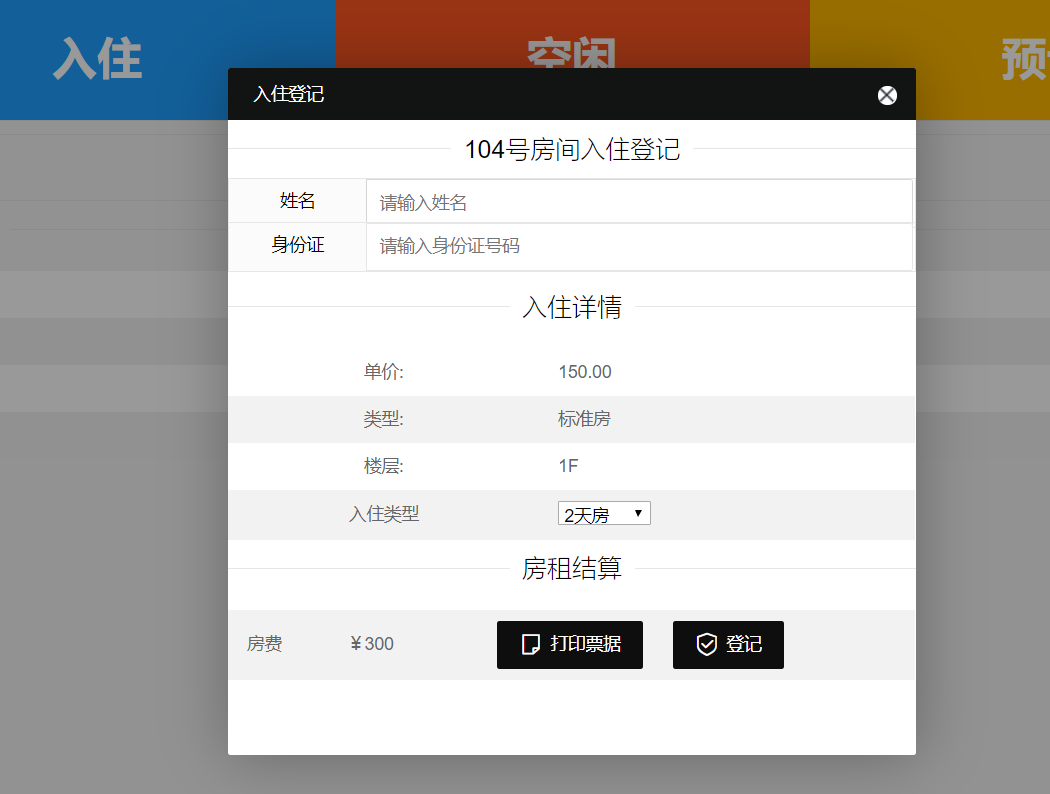 入住
空闲
预
入住登记
104号房间入住登记
姓名
请输入姓名
身份证
请输入身份证号码
入住详情
单价:
150.00
类型:
标准房
楼层:
1F
入住类型
2天房
房租结算
房费
¥300
打印票据
登记